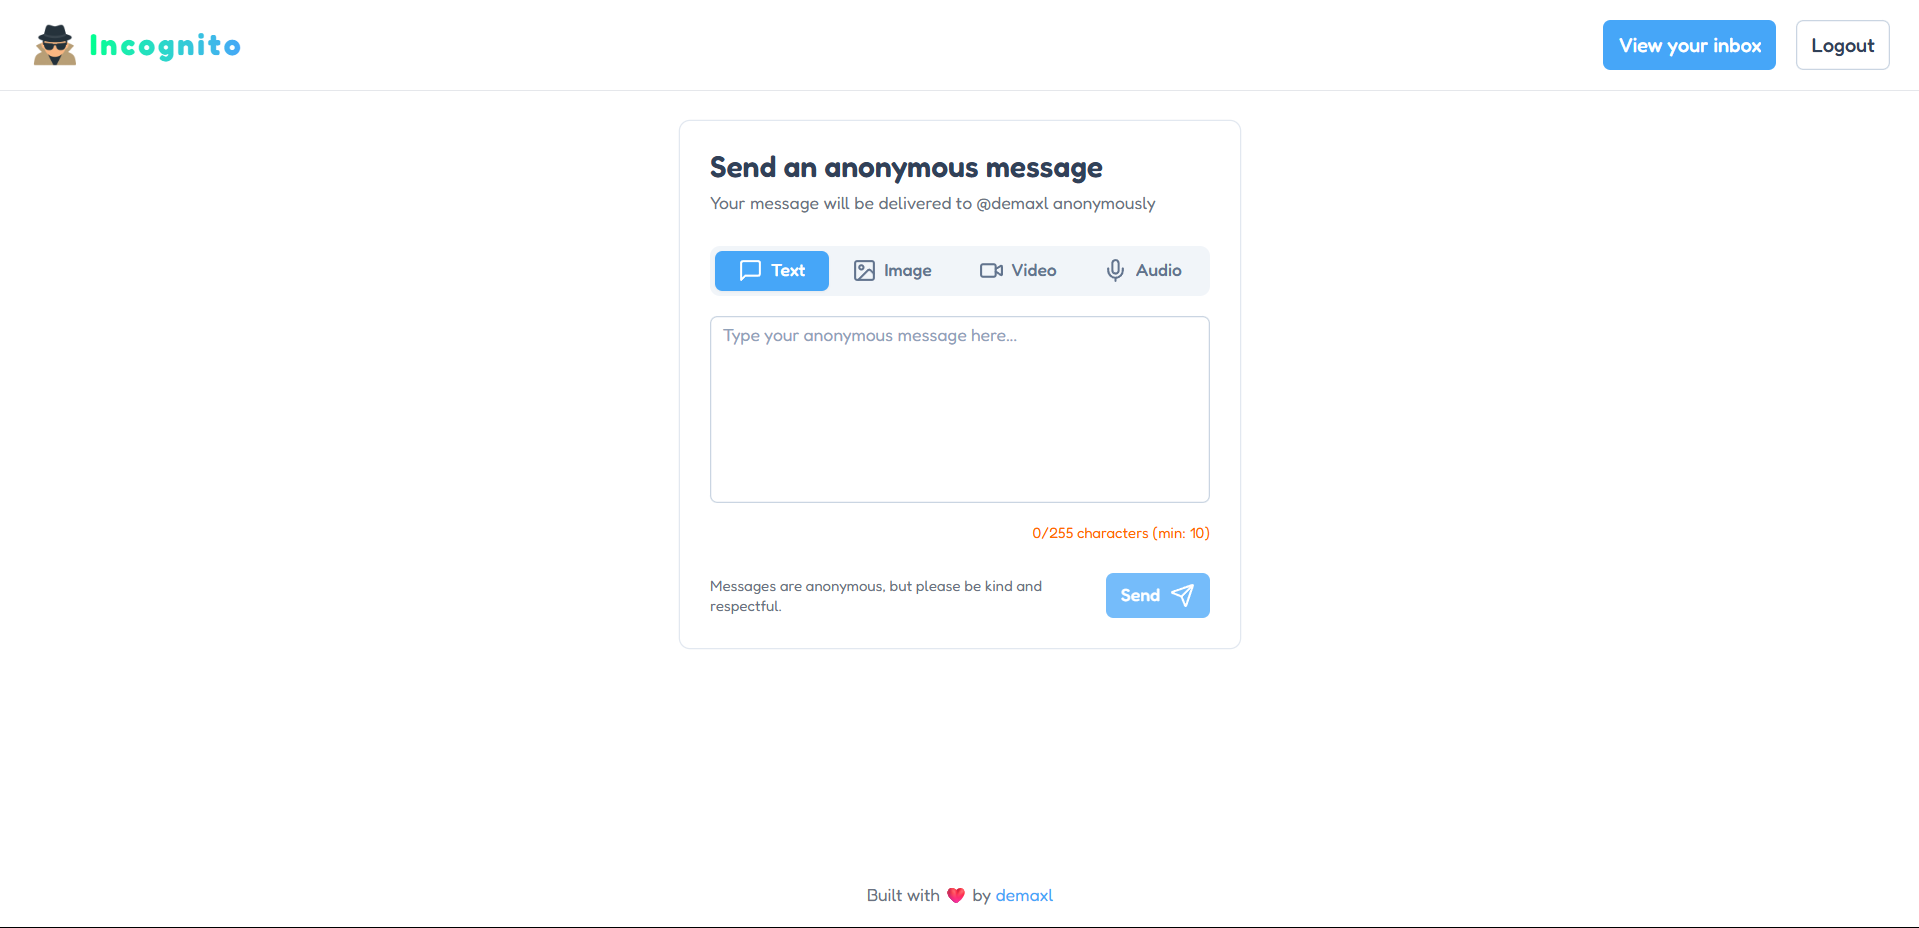 Incognito
View your inbox
Logout
Send an anonymous message
Your message will be delivered to @demaxl anonymously
Text
Image
Video
Audio
Type your anonymous message here...
0/255 characters (min: 10)
Messages are anonymous, but please be kind and
respectful.
Send
Built with ❤️ by demaxl